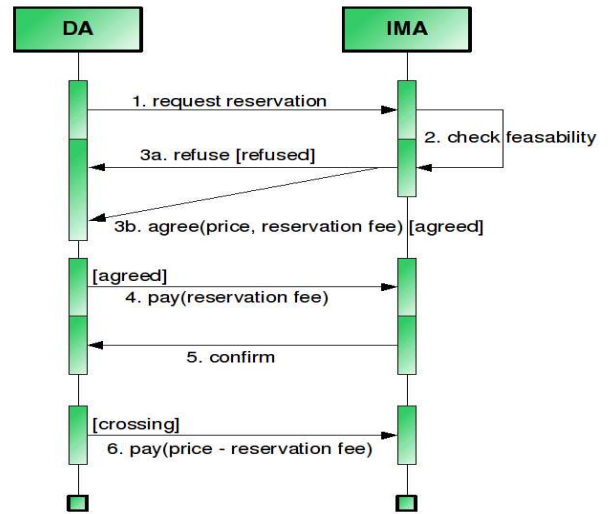 DA
IMA
1. request reservation
2. check feasability
3a. refuse [refused]
3b. agree(price, reservation fee) [agreed]
[agreed]
4. pay(reservation fee)
5. confirm
[crossing]
6. pay(price - reservation fee)